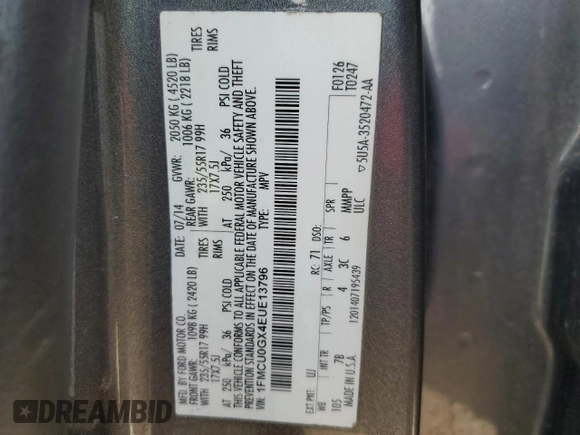 MFD. BY FORD MOTOR CO.
DATE: 07/14 GVWR: 2050 KG ( 4520 LB)
FRONT GAWR: 1098 KG ( 2420 LB) REAR GAWR: 1006 KG ( 2218 LB)
WITH 235/55R17 99H TIRES WITH 235/55R17 99H TIRES
17X7.5J RIMS 17X7.5J RIMS
AT 250 kPa/ 36 PSI COLD AT 250 kPa/ 36 PSI COLD
THIS VEHICLE CONFORMS TO ALL APPLICABLE FEDERAL MOTOR VEHICLE SAFETY AND THEFT
PREVENTION STANDARDS IN EFFECT ON THE DATE OF MANUFACTURE SHOWN ABOVE.
VIN: 1FMCU0GX4EUE13796 TYPE: MPV
F0126
T0247
EXT PNT: UJ RC: 71 DSO:
WB INT TR TP/PS R AXLE TR SPR
105 7B 4 3C 6 MMPP
ULC
MADE IN U.S.A.
1201407195439
▽5U5A-3520472-AA
DREAMBID